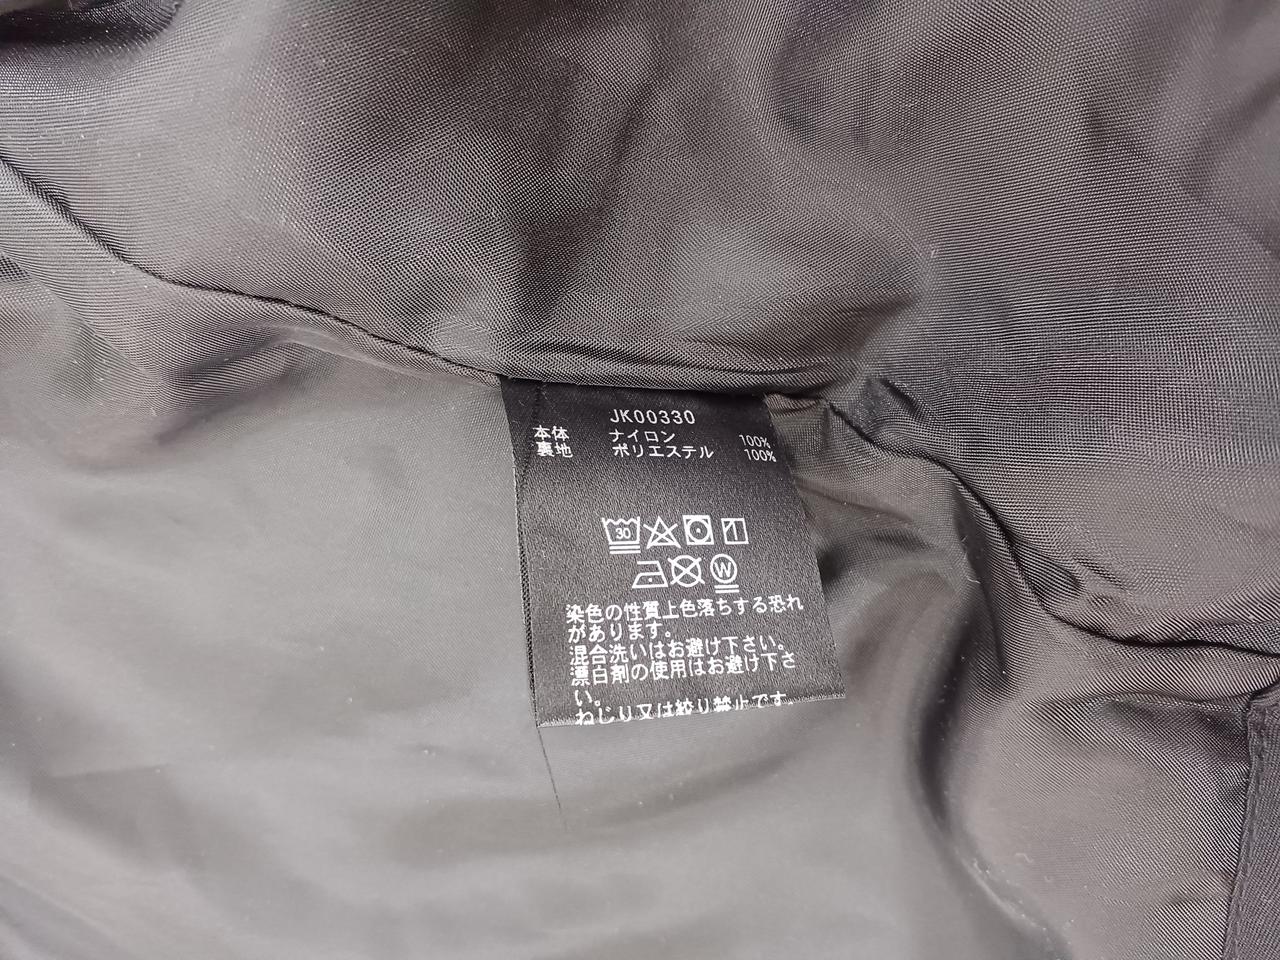 JK00330
本体 ナイロン 100%
裏地 ポリエステル 100%
30
W
染色の性質上色落ちする恐れ
があります。
混合洗いはお避け下さい。
漂白剤の使用はお避け下さ
い。
ねじり又は絞り禁止です。